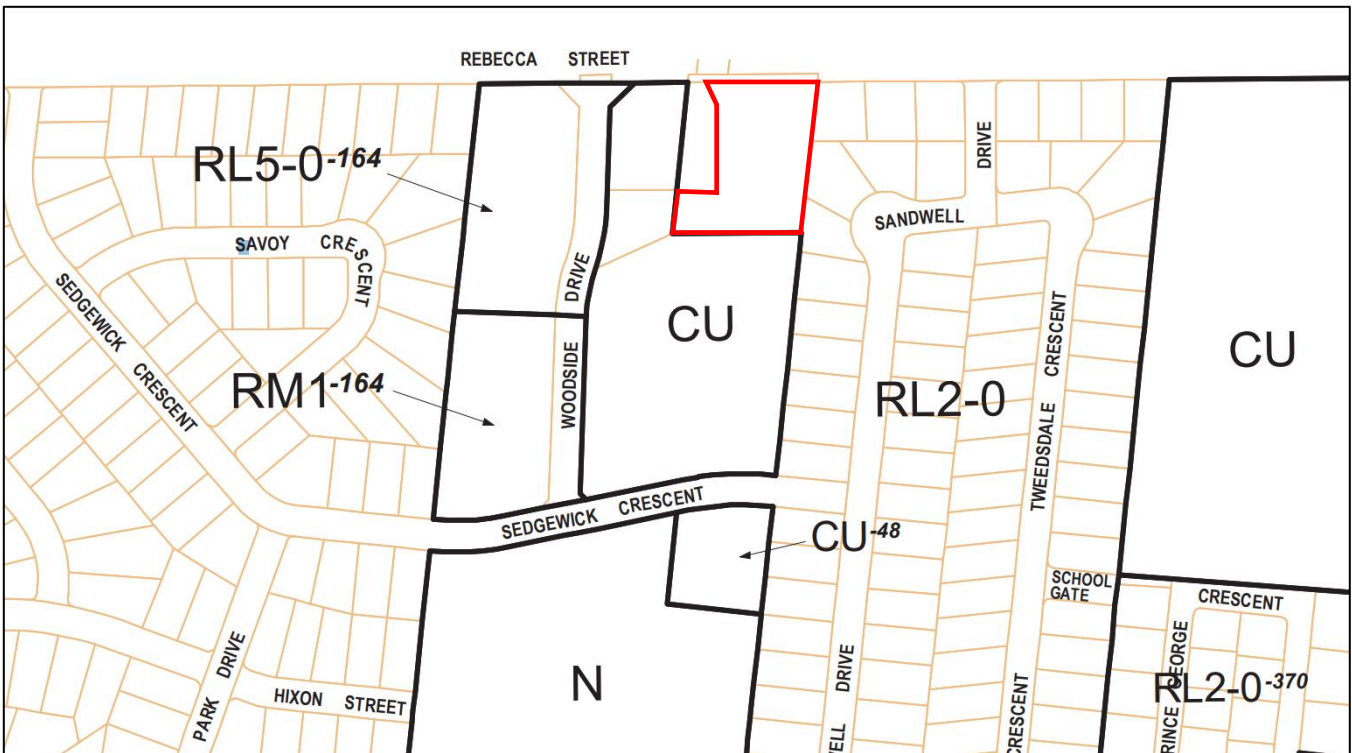 REBECCA STREET
RL5-0-164
DRIVE
SANDWELL
SAVOY CRESCENT
SEDGEWICK CRESCENT
DRIVE
CU
CU
WOODSIDE
TWEEDSDALE CRESCENT
RM1-164
RL2-0
SEDGEWICK CRESCENT
CU-48
SCHOOL
GATE
CRESCENT
PARK DRIVE
HIXON STREET
N
DRIVE
CRESCENT
GEORGE
RL2-0-370